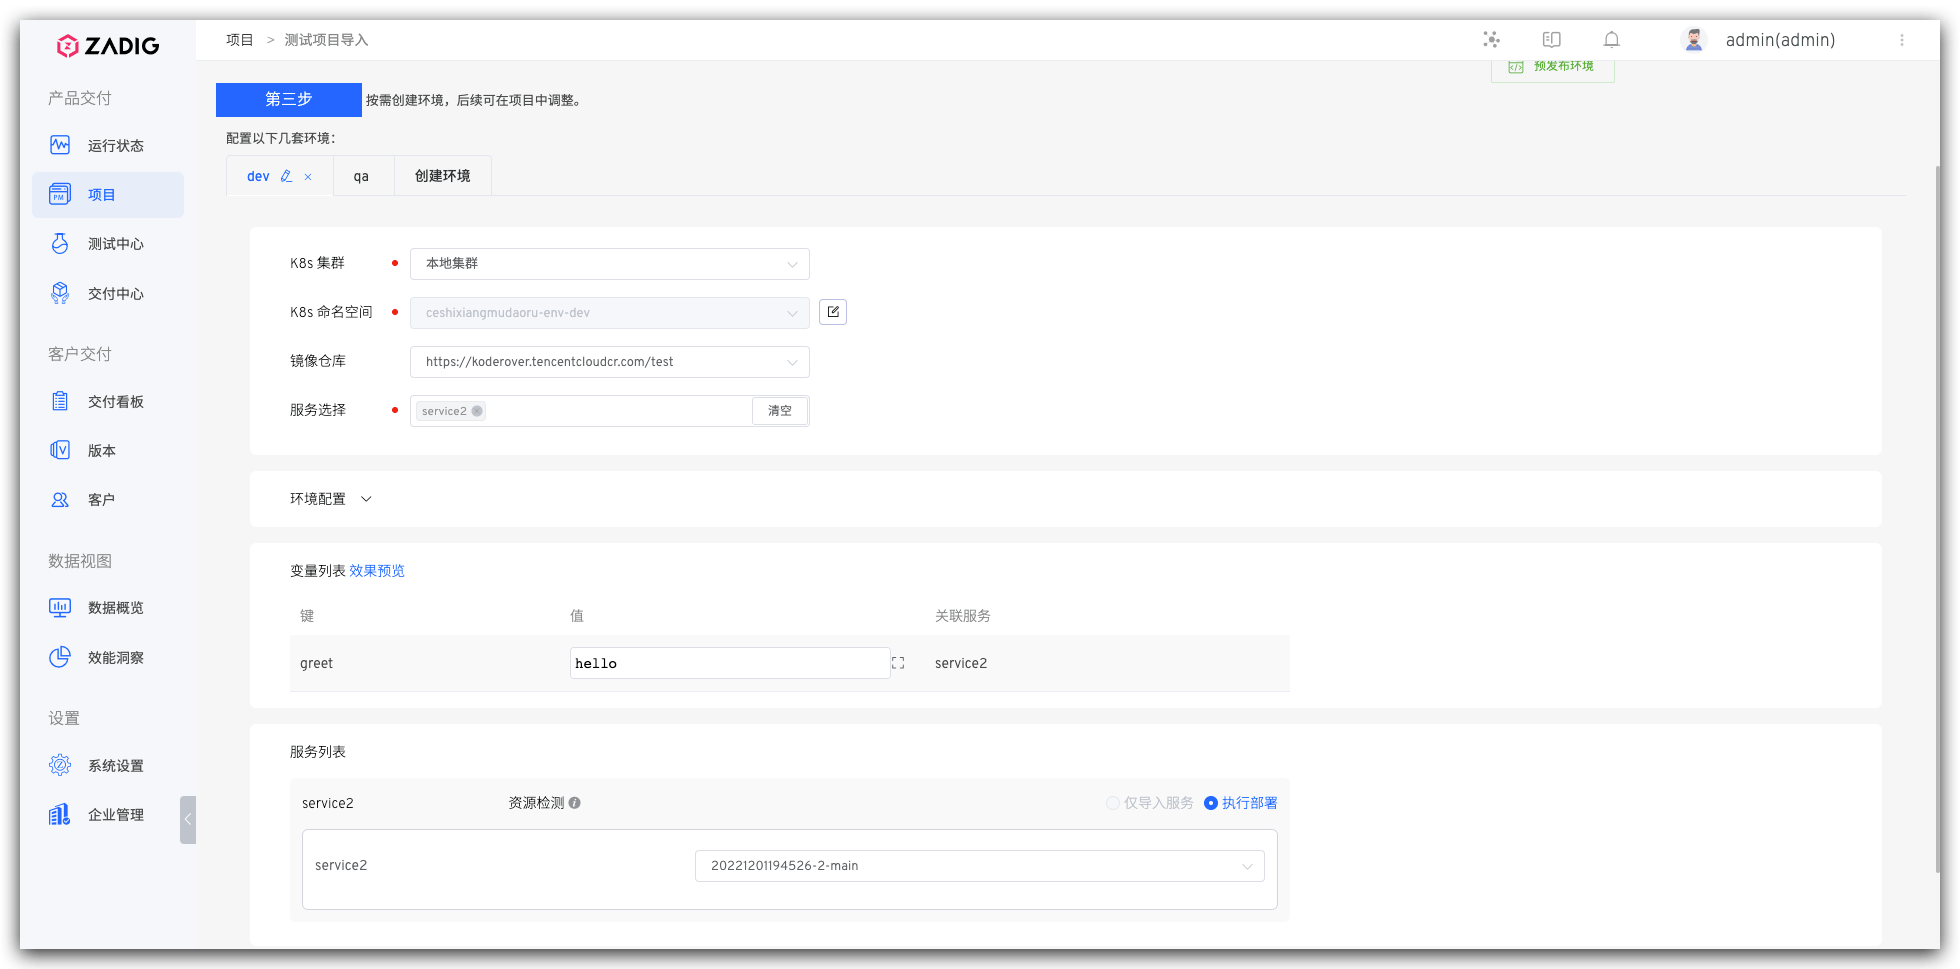 ZADIG
项目 > 测试项目导入
admin(admin)
预发布环境
产品交付
运行状态
项目
测试中心
交付中心
客户交付
交付看板
版本
客户
数据视图
数据概览
效能洞察
设置
系统设置
企业管理
第三步 按需创建环境，后续可在项目中调整。
配置以下几套环境：
dev qa 创建环境
K8s 集群 本地集群
K8s 命名空间 ceshixiangmudaoru-env-dev
镜像仓库 https://koderover.tencentcloudcr.com/test
服务选择 service2 清空
环境配置
变量列表 效果预览
键 值 关联服务
greet hello service2
服务列表
service2 资源检测 仅导入服务 执行部署
service2 20221201194526-2-main